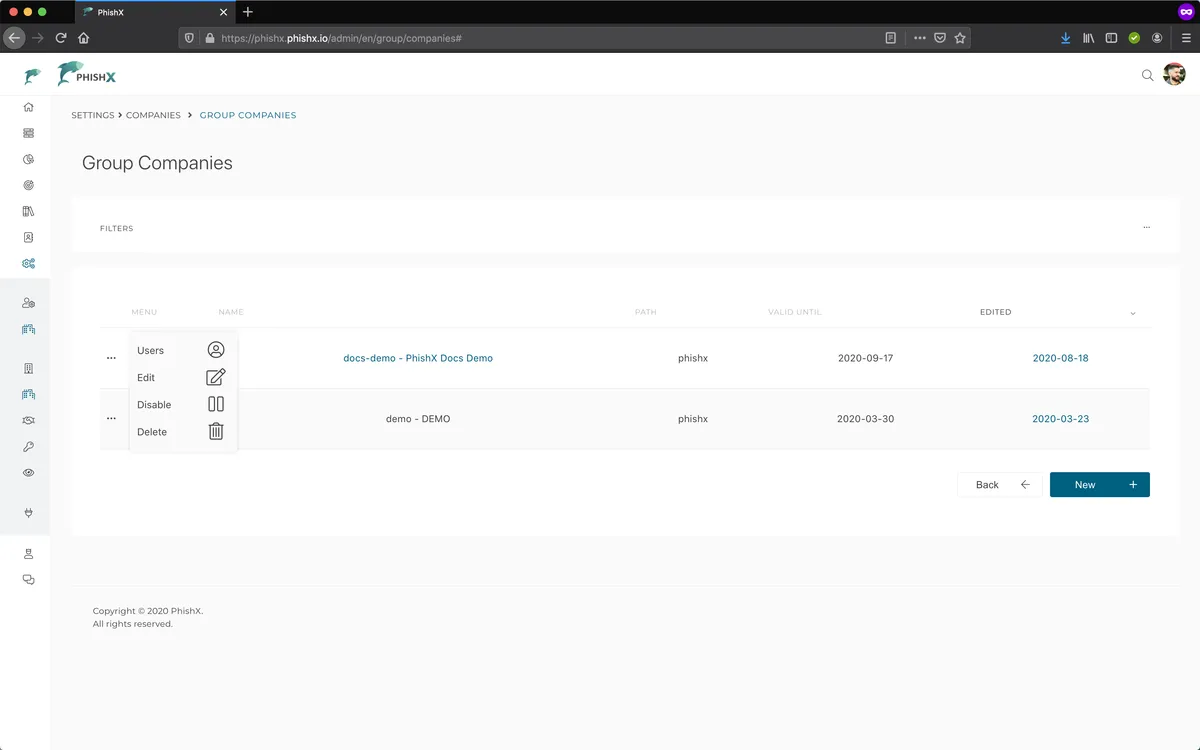 PhishX
https://phishx.phishx.io/admin/en/group/companies#
PHISHX
SETTINGS > COMPANIES > GROUP COMPANIES
Group Companies
FILTERS
MENU NAME PATH VALID UNTIL EDITED
Users
Edit
Disable
Delete
docs-demo - PhishX Docs Demo phishx 2020-09-17 2020-08-18
demo - DEMO phishx 2020-03-30 2020-03-23
Back New
Copyright © 2020 PhishX.
All rights reserved.